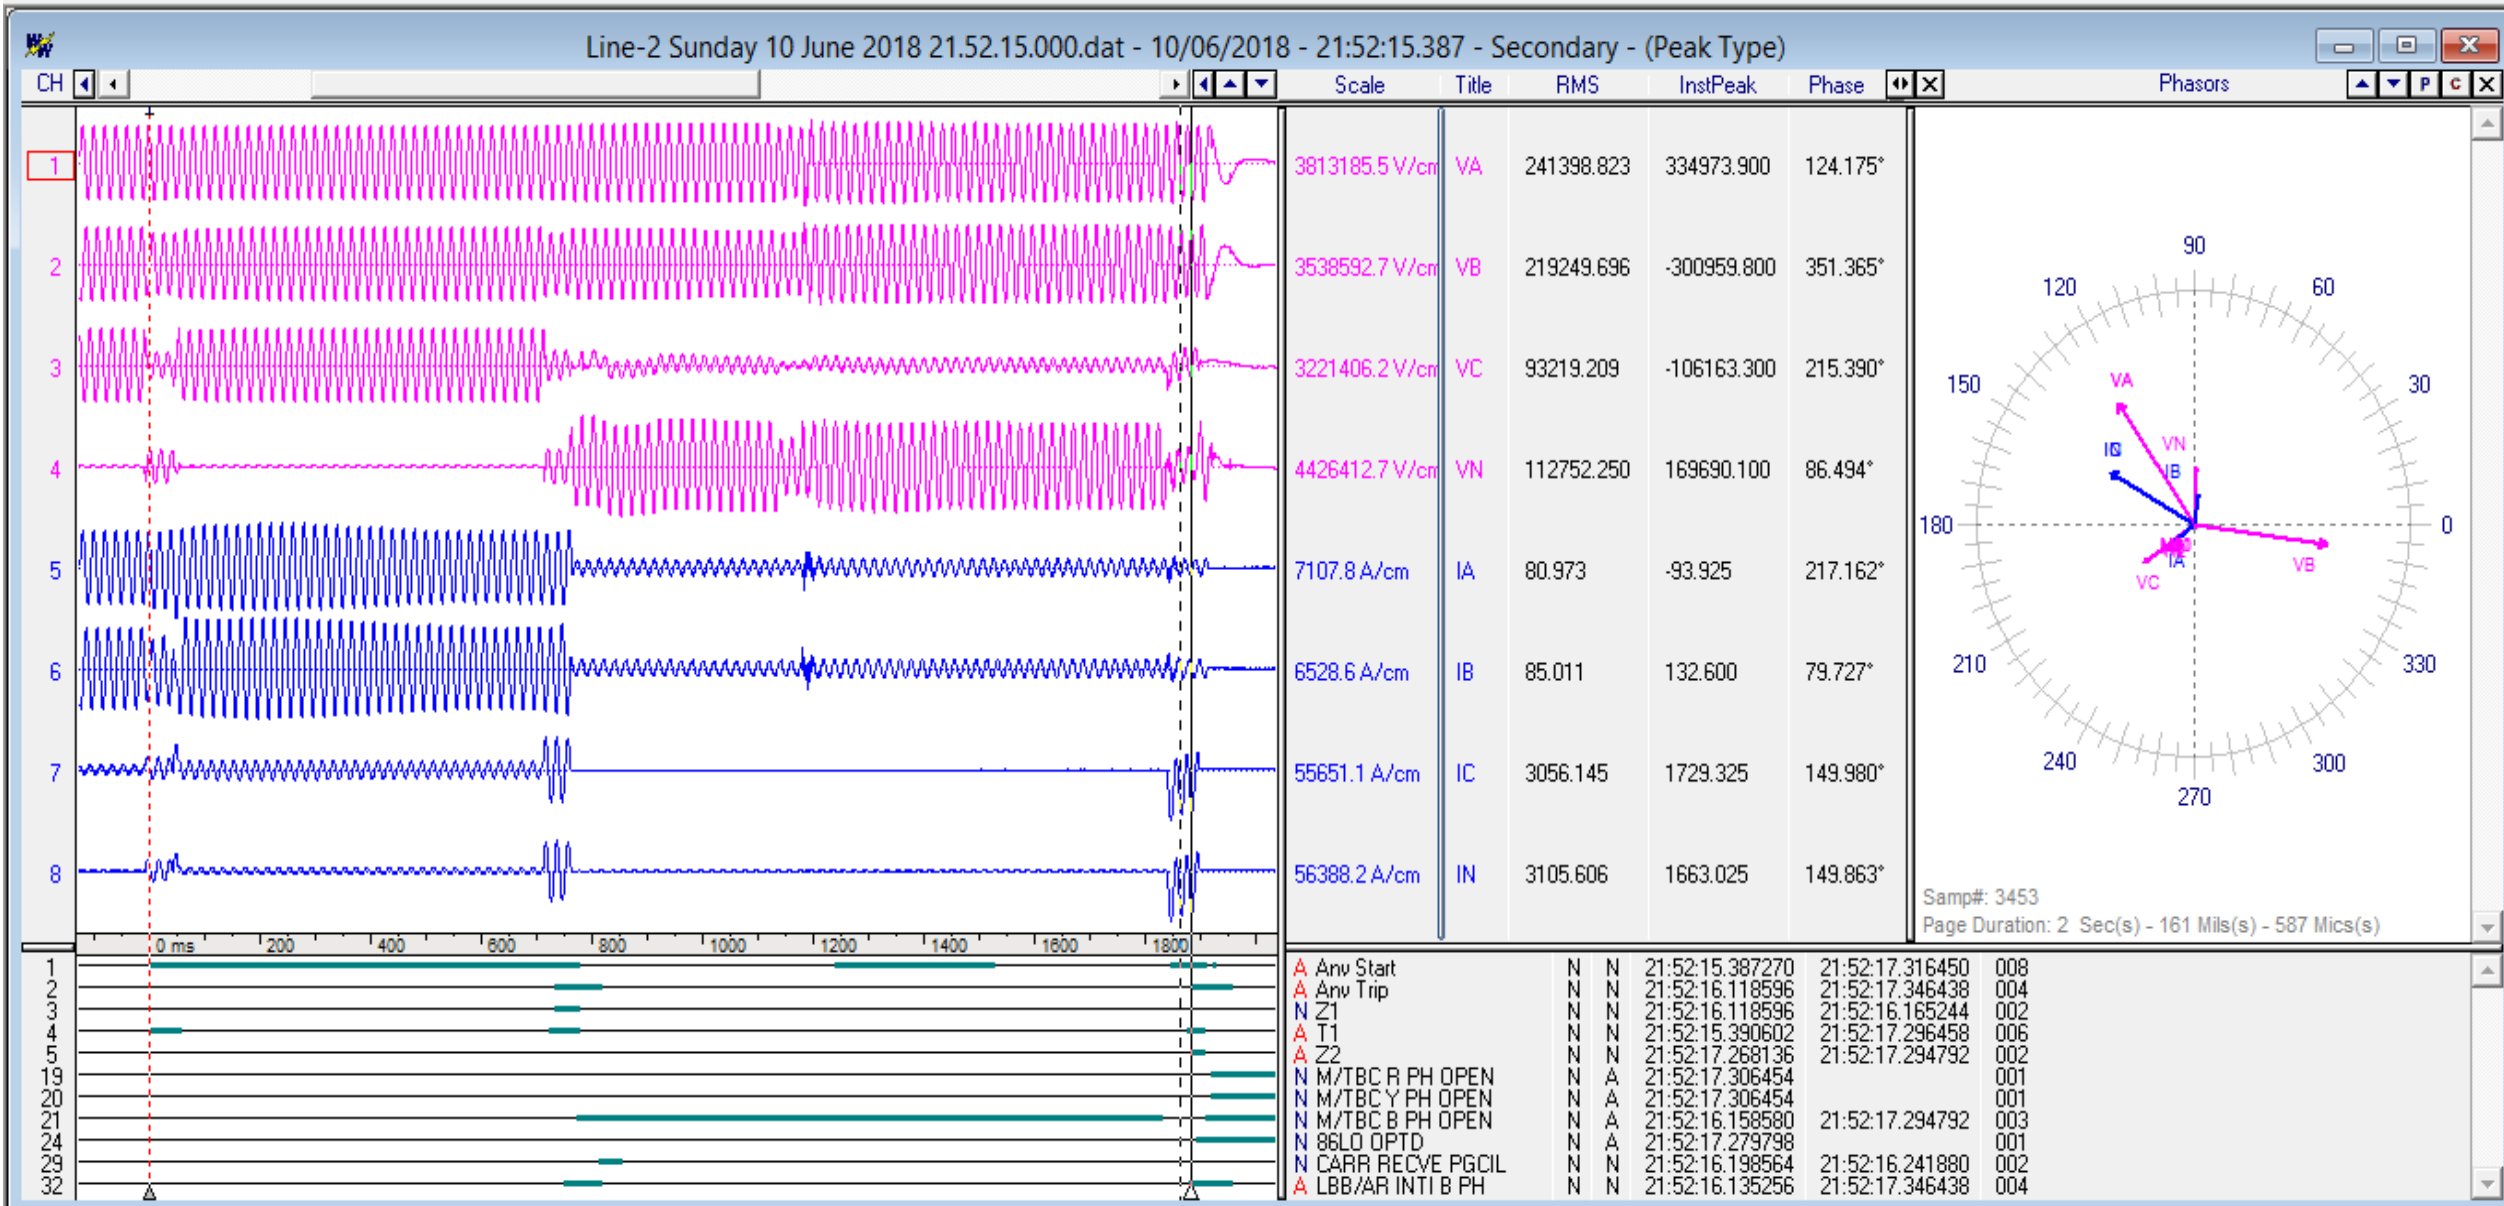 Line-2 Sunday 10 June 2018 21.52.15.000.dat - 10/06/2018 - 21:52:15.387 - Secondary - (Peak Type)
CH Scale Title RMS InstPeak Phase Phasors P C X
1 3813185.5 V/cm VA 241398.823 334973.900 124.175°
2 3538592.7 V/cm VB 219249.696 -300959.800 351.365°
3 3221406.2 V/cm VC 93219.209 -106163.300 215.390°
4 4426412.7 V/cm VN 112752.250 169690.100 86.494°
5 7107.8 A/cm IA 80.973 -93.925 217.162°
6 6528.6 A/cm IB 85.011 132.600 79.727°
7 55651.1 A/cm IC 3056.145 1729.325 149.980°
8 56388.2 A/cm IN 3105.606 1663.025 149.863°
0 ms 200 400 600 800 1000 1200 1400 1600 1800
90
120 60
150 30
180 0
210 330
240 300
270
VA
VN
IB
VB
IA
VC
Samp#: 3453
Page Duration: 2 Sec(s) - 161 Mils(s) - 587 Mics(s)
1 A Any Start N N 21:52:15.387270 21:52:17.316450 008
2 A Any Trip N N 21:52:16.118596 21:52:17.346438 004
3 N Z1 N N 21:52:16.118596 21:52:16.165244 002
4 A T1 N N 21:52:15.390602 21:52:17.296458 006
5 A Z2 N N 21:52:17.268136 21:52:17.294792 002
19 N M/TBC R PH OPEN N A 21:52:17.306454 001
20 N M/TBC Y PH OPEN N A 21:52:17.306454 001
21 N M/TBC B PH OPEN N A 21:52:16.158580 21:52:17.294792 003
24 N 86LO OPTD N A 21:52:17.279798 001
29 N CARR RECVE PGCIL N N 21:52:16.198564 21:52:16.241880 002
32 A LBB/AR INTI B PH N N 21:52:16.135256 21:52:17.346438 004